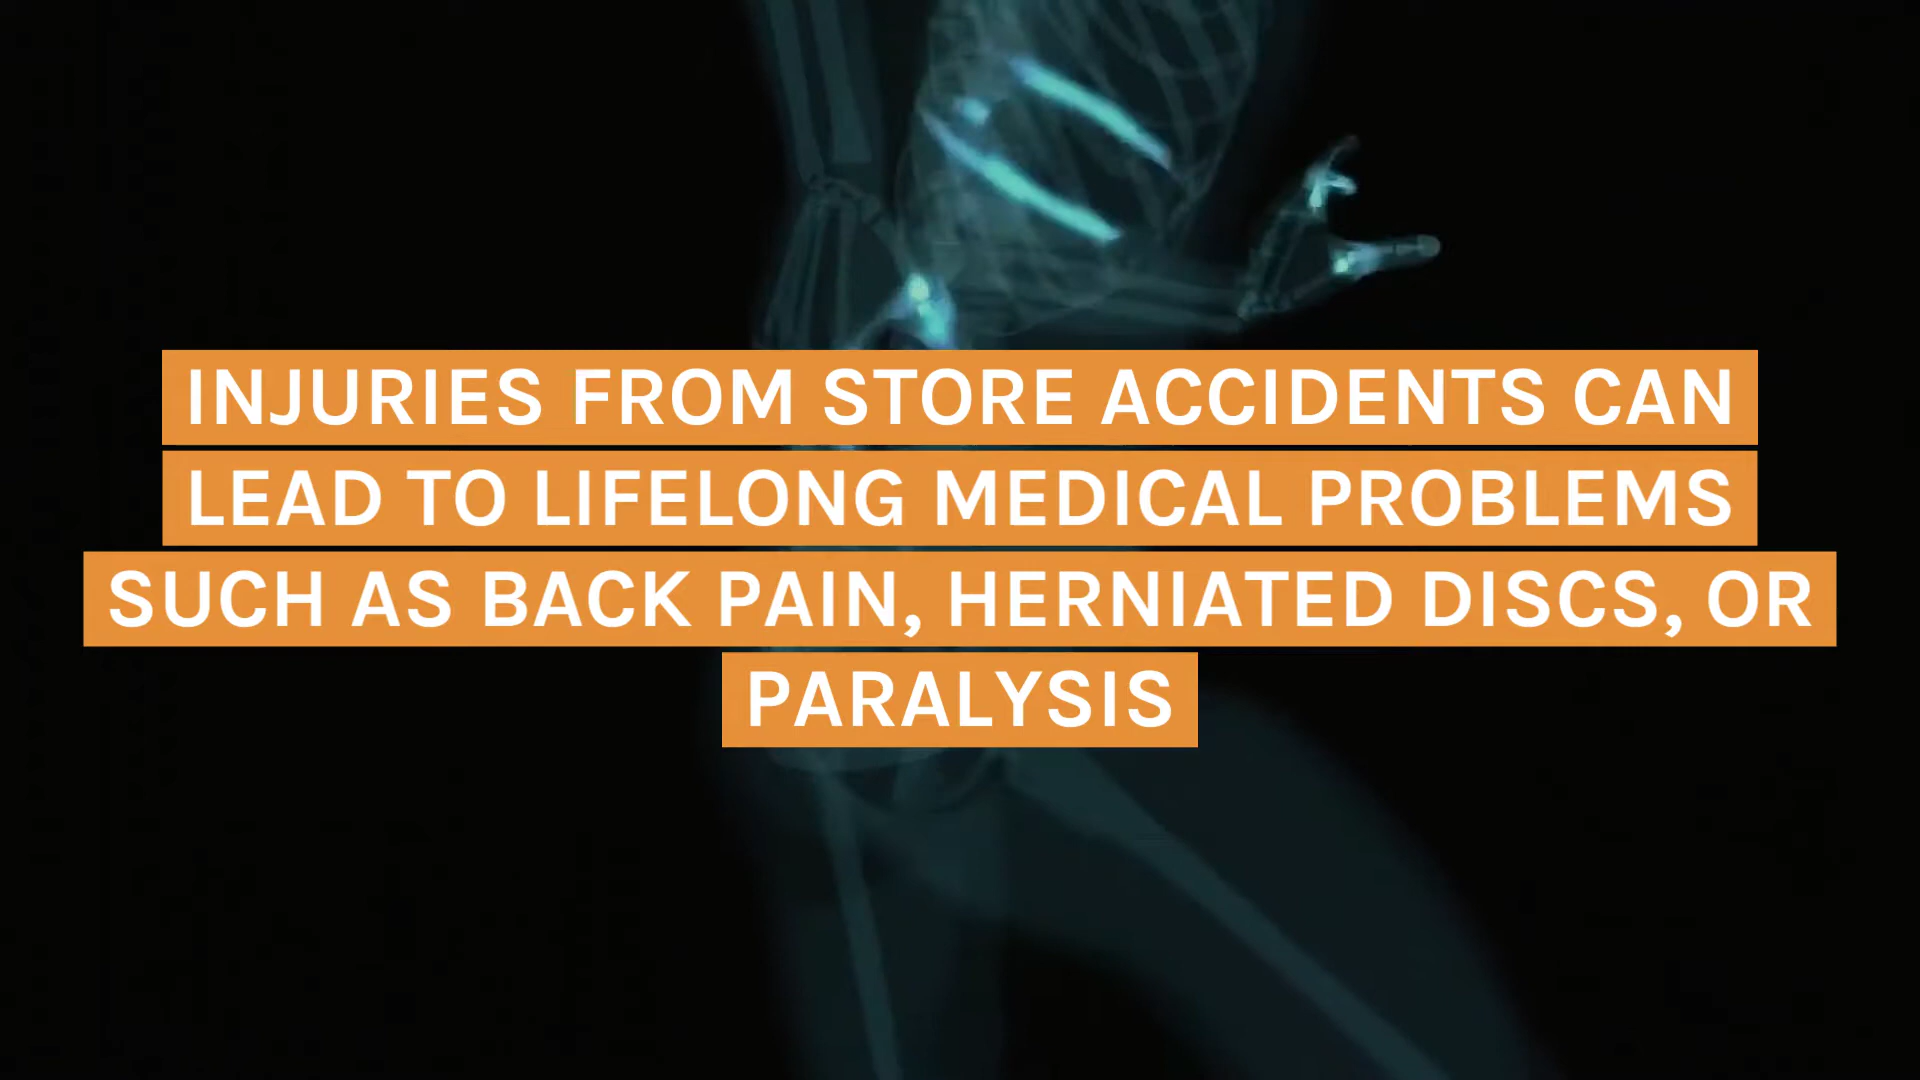 INJURIES FROM STORE ACCIDENTS CAN
LEAD TO LIFELONG MEDICAL PROBLEMS
SUCH AS BACK PAIN, HERNIATED DISCS, OR
PARALYSIS